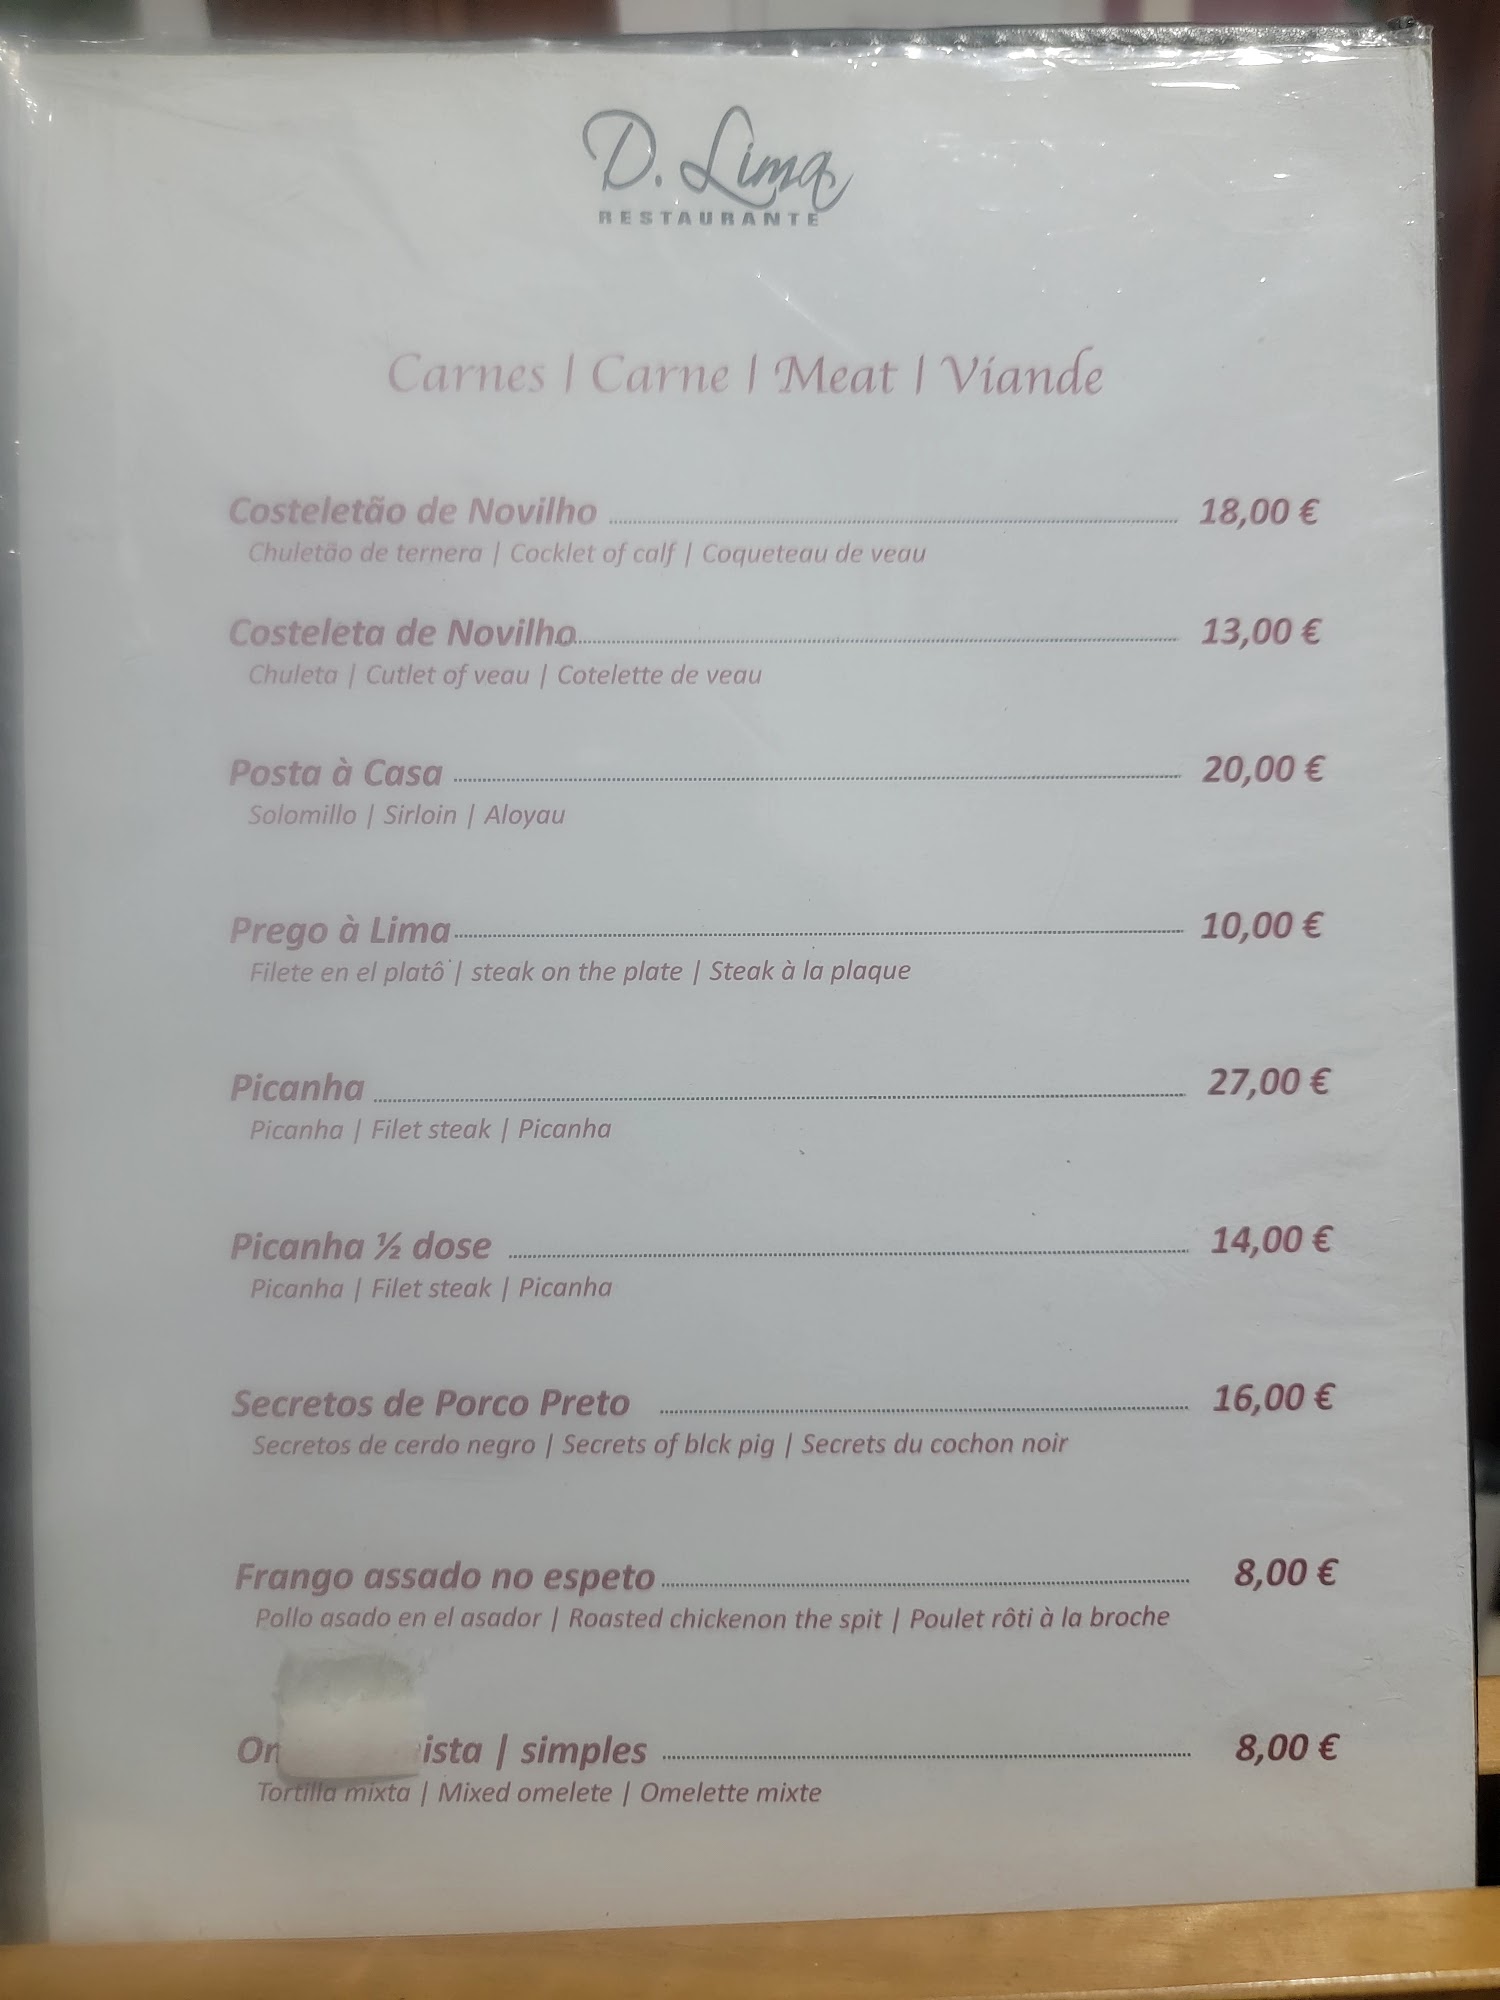 D. Lima
RESTAURANTE
Carnes | Carne | Meat | Viande
Costeletão de Novilho 18,00 €
Chuletão de ternera | Cocklet of calf | Coqueteau de veau
Costeleta de Novilho 13,00 €
Chuleta | Cutlet of veau | Cotelette de veau
Posta à Casa 20,00 €
Solomillo | Sirloin | Aloyau
Prego à Lima 10,00 €
Filete en el platô | steak on the plate | Steak à la plaque
Picanha 27,00 €
Picanha | Filet steak | Picanha
Picanha ½ dose 14,00 €
Picanha | Filet steak | Picanha
Secretos de Porco Preto 16,00 €
Secretos de cerdo negro | Secrets of blck pig | Secrets du cochon noir
Frango assado no espeto 8,00 €
Pollo asado en el asador | Roasted chickenon the spit | Poulet rôti à la broche
| simples 8,00 €
Tortilla mixta | Mixed omelete | Omelette mixte